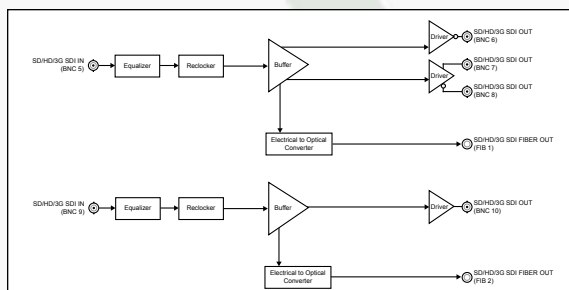 SD/HD/3G SDI IN
(BNC 5)
Equalizer
Reclocker
Buffer
Driver
SD/HD/3G SDI OUT
(BNC 6)
SD/HD/3G SDI OUT
(BNC 7)
Driver
SD/HD/3G SDI OUT
(BNC 8)
Electrical to Optical
Converter
SD/HD/3G SDI FIBER OUT
(FIB 1)
SD/HD/3G SDI IN
(BNC 9)
Equalizer
Reclocker
Buffer
Driver
SD/HD/3G SDI OUT
(BNC 10)
Electrical to Optical
Converter
SD/HD/3G SDI FIBER OUT
(FIB 2)